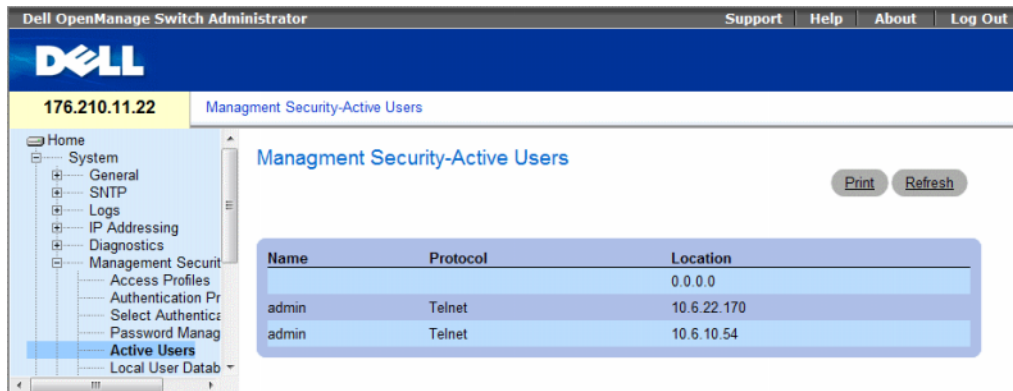 Dell OpenManage Switch Administrator
Support Help About Log Out
DELL
176.210.11.22
Managment Security-Active Users
Home
System
General
SNTP
Logs
IP Addressing
Diagnostics
Management Securit
Access Profiles
Authentication Pr
Select Authentica
Password Manag
Active Users
Local User Datab
Managment Security-Active Users
Print Refresh
Name Protocol Location
0.0.0.0
admin Telnet 10.6.22.170
admin Telnet 10.6.10.54